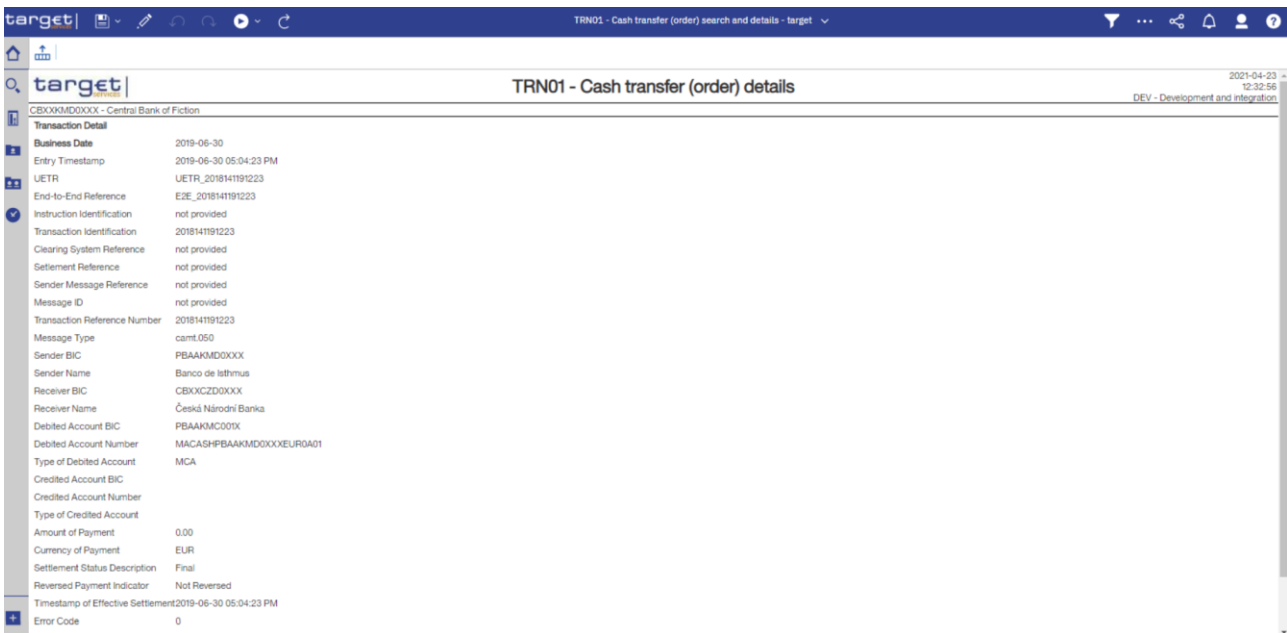 target|
TRN01 - Cash transfer (order) search and details - target
target|
SERVICES
TRN01 - Cash transfer (order) details
2021-04-23
12:32:56
DEV - Development and integration
CBXXKMD0XXX - Central Bank of Fiction
Transaction Detail
Business Date 2019-06-30
Entry Timestamp 2019-06-30 05:04:23 PM
UETR UETR_2018141191223
End-to-End Reference E2E_2018141191223
Instruction Identification not provided
Transaction Identification 2018141191223
Clearing System Reference not provided
Setlement Reference not provided
Sender Message Reference not provided
Message ID not provided
Transaction Reference Number 2018141191223
Message Type camt.050
Sender BIC PBAAKMD0XXX
Sender Name Banco de Isthmus
Receiver BIC CBXXCZD0XXX
Receiver Name Česká Národní Banka
Debited Account BIC PBAAKMC001X
Debited Account Number MACASHPBAAKMD0XXXEUR0A01
Type of Debited Account MCA
Credited Account BIC
Credited Account Number
Type of Credited Account
Amount of Payment 0.00
Currency of Payment EUR
Settlement Status Description Final
Reversed Payment Indicator Not Reversed
Timestamp of Effective Settlement 2019-06-30 05:04:23 PM
Error Code 0